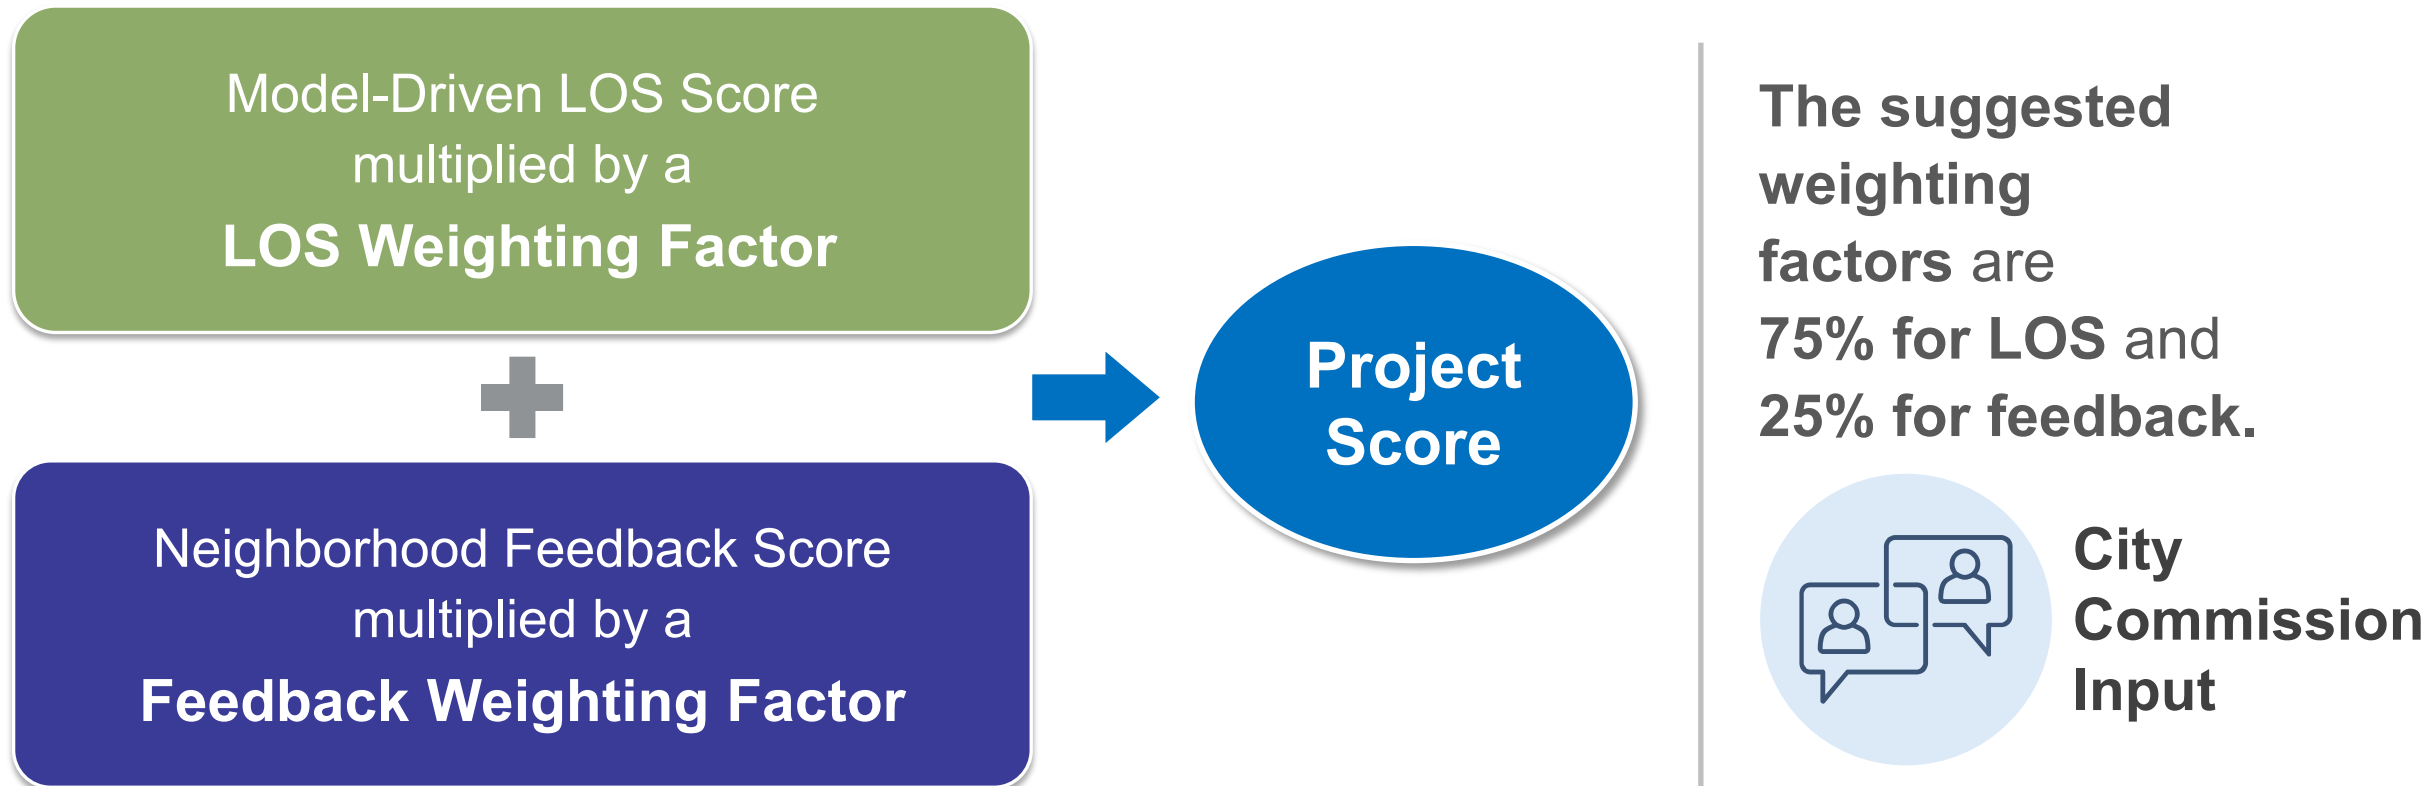 Model-Driven LOS Score
multiplied by a
LOS Weighting Factor
Neighborhood Feedback Score
multiplied by a
Feedback Weighting Factor
Project
Score
The suggested
weighting
factors are
75% for LOS and
25% for feedback.
City
Commission
Input